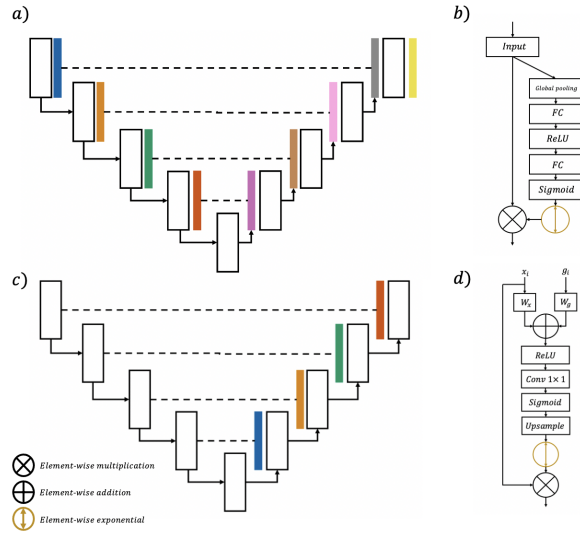 a)
b)
Input
Global pooling
FC
ReLU
FC
Sigmoid
c)
d)
x_i
g_i
W_x
W_g
ReLU
Conv 1 × 1
Sigmoid
Upsample
Element-wise multiplication
Element-wise addition
Element-wise exponential